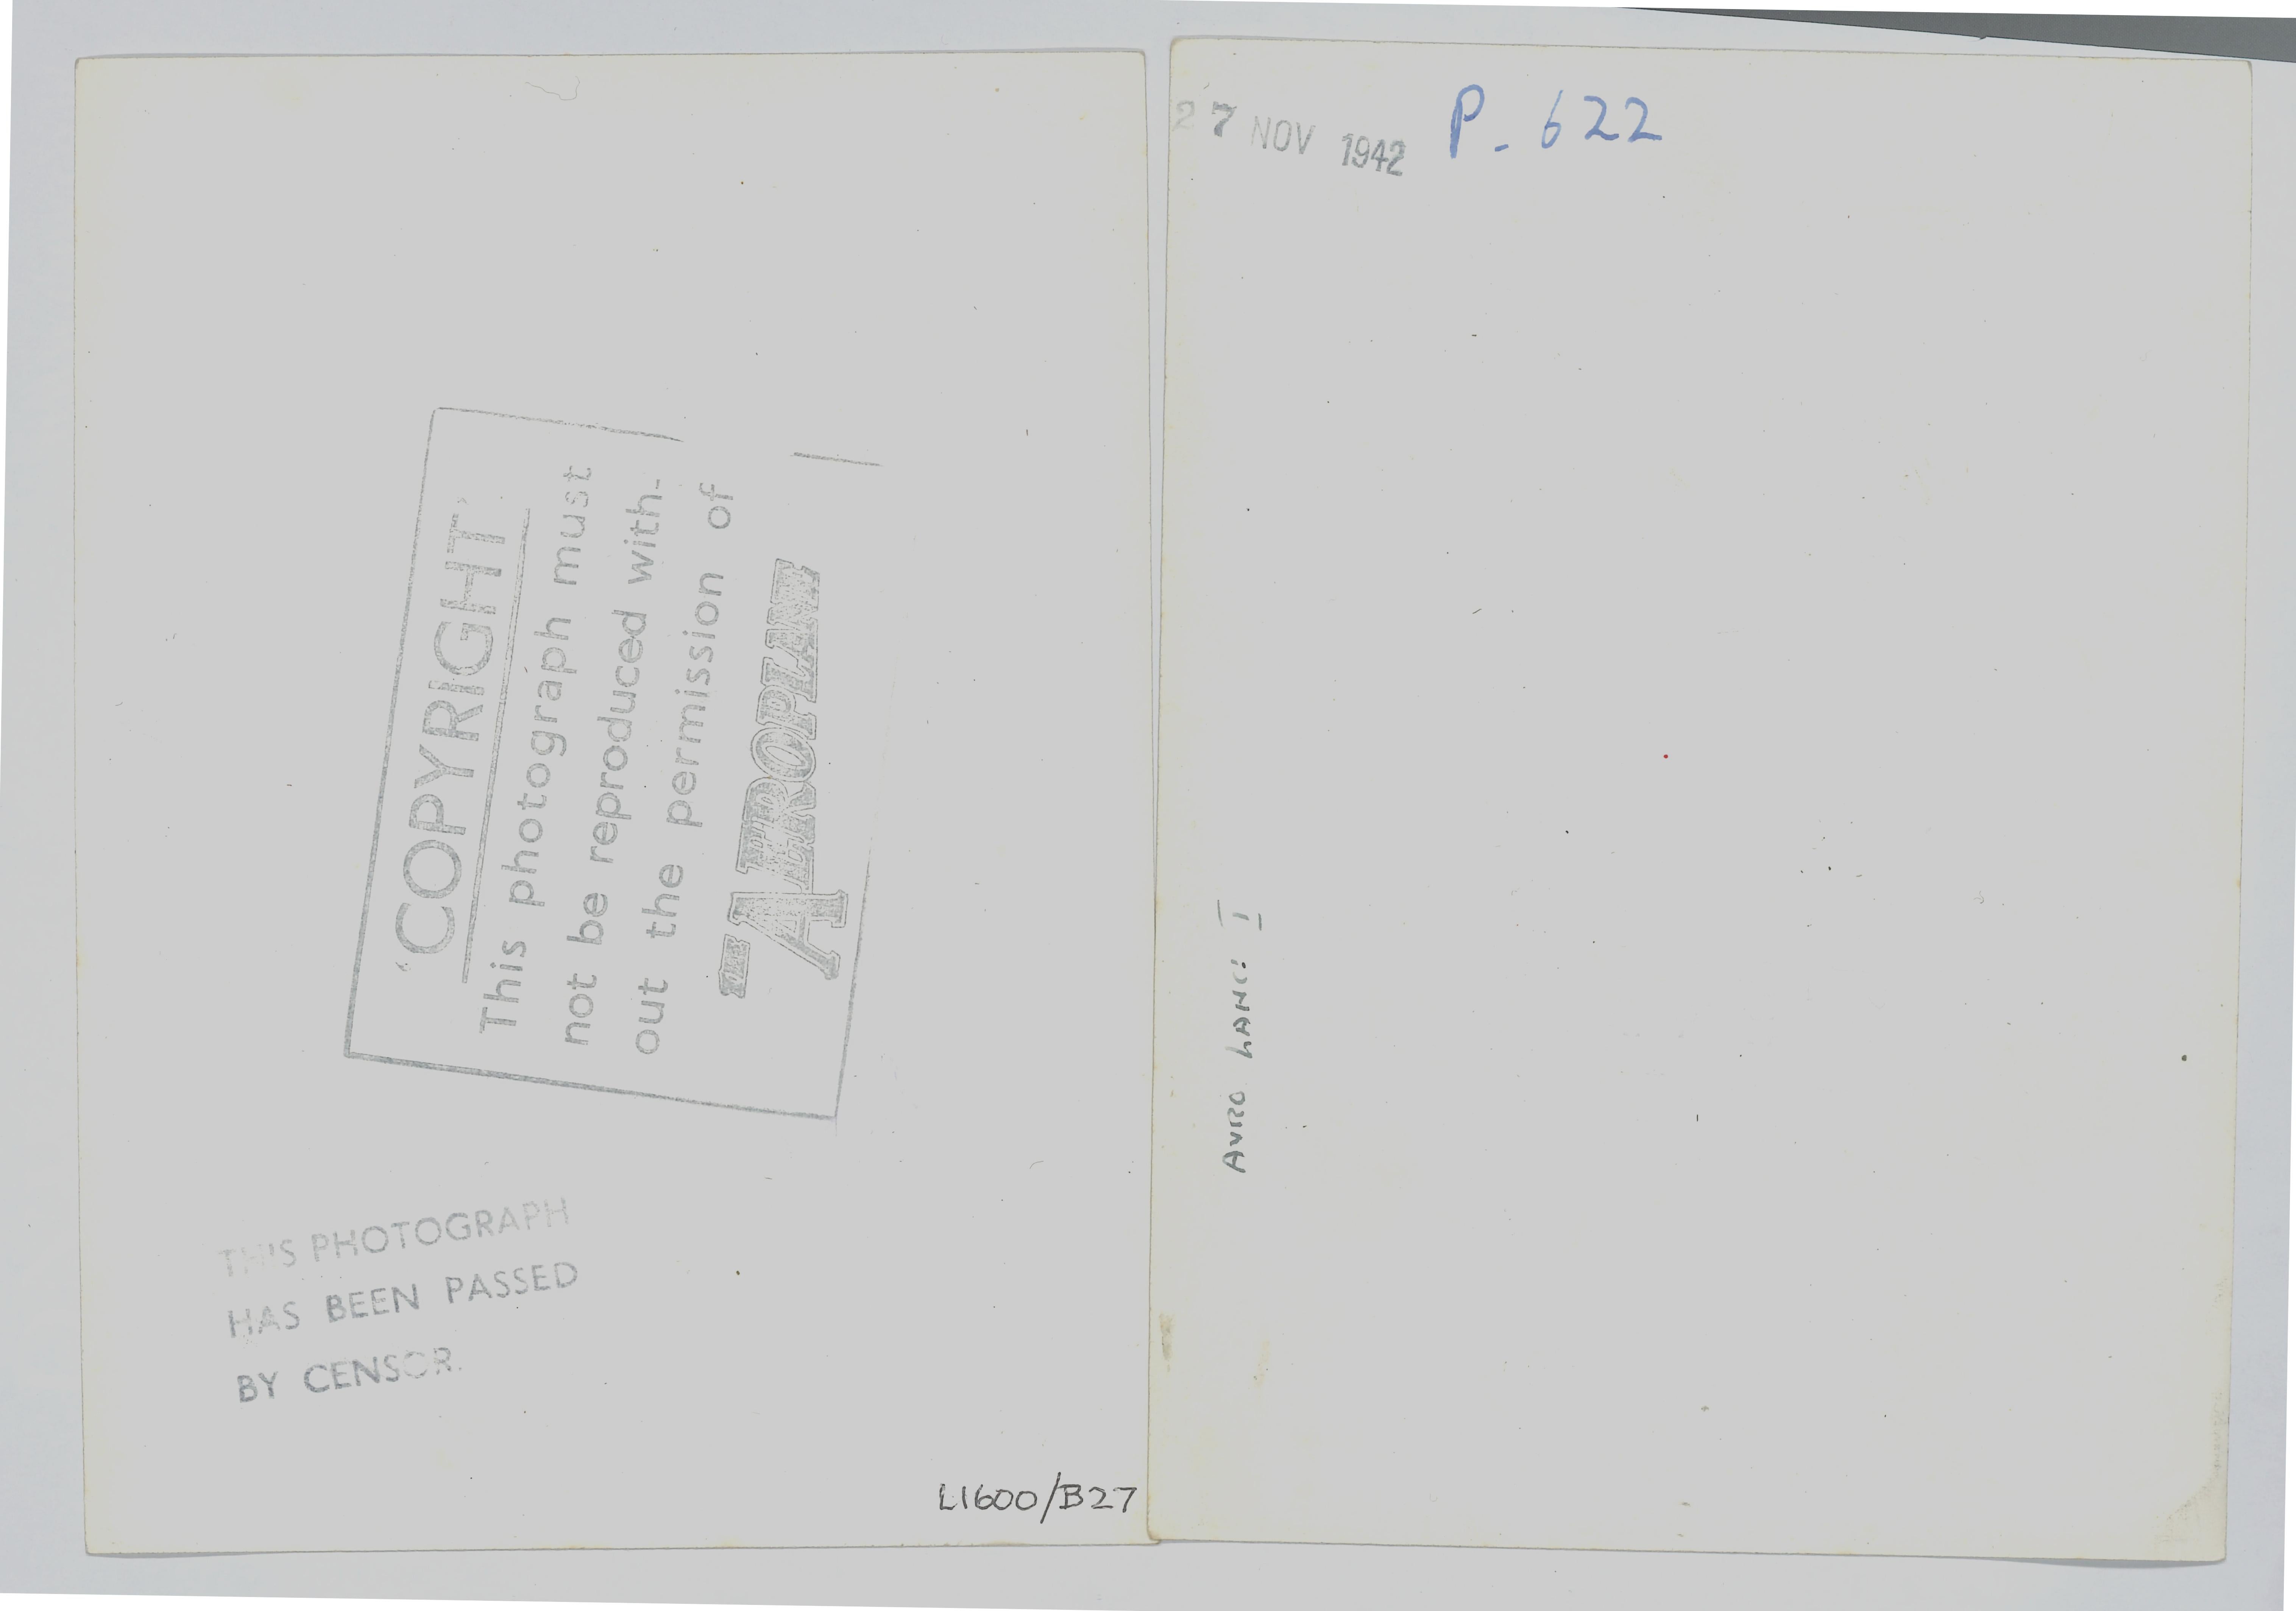 "COPYRIGHT"
This photograph must
not be reproduced with-
out the permission of
THE AEROPLANE
THIS PHOTOGRAPH
HAS BEEN PASSED
BY CENSOR.
L1600/B27
27 NOV 1942
P-622
AVRO LANC: I